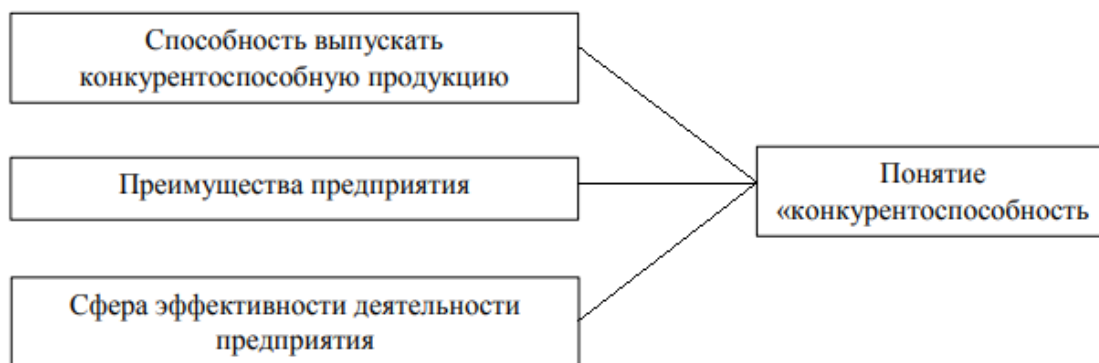 Способность выпускать
конкурентоспособную продукцию
Преимущества предприятия
Понятие
«конкурентоспособность
Сфера эффективности деятельности
предприятия